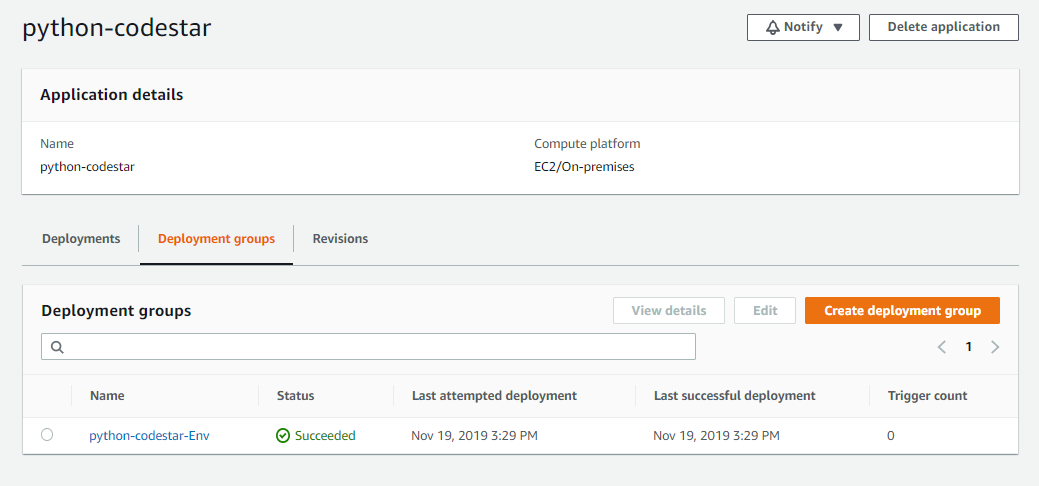 python-codestar
Notify
Delete application
Application details
Name
Compute platform
python-codestar
EC2/On-premises
Deployments
Deployment groups
Revisions
Deployment groups
View details
Edit
Create deployment group
1
Name
Status
Last attempted deployment
Last successful deployment
Trigger count
python-codestar-Env
Succeeded
Nov 19, 2019 3:29 PM
Nov 19, 2019 3:29 PM
0